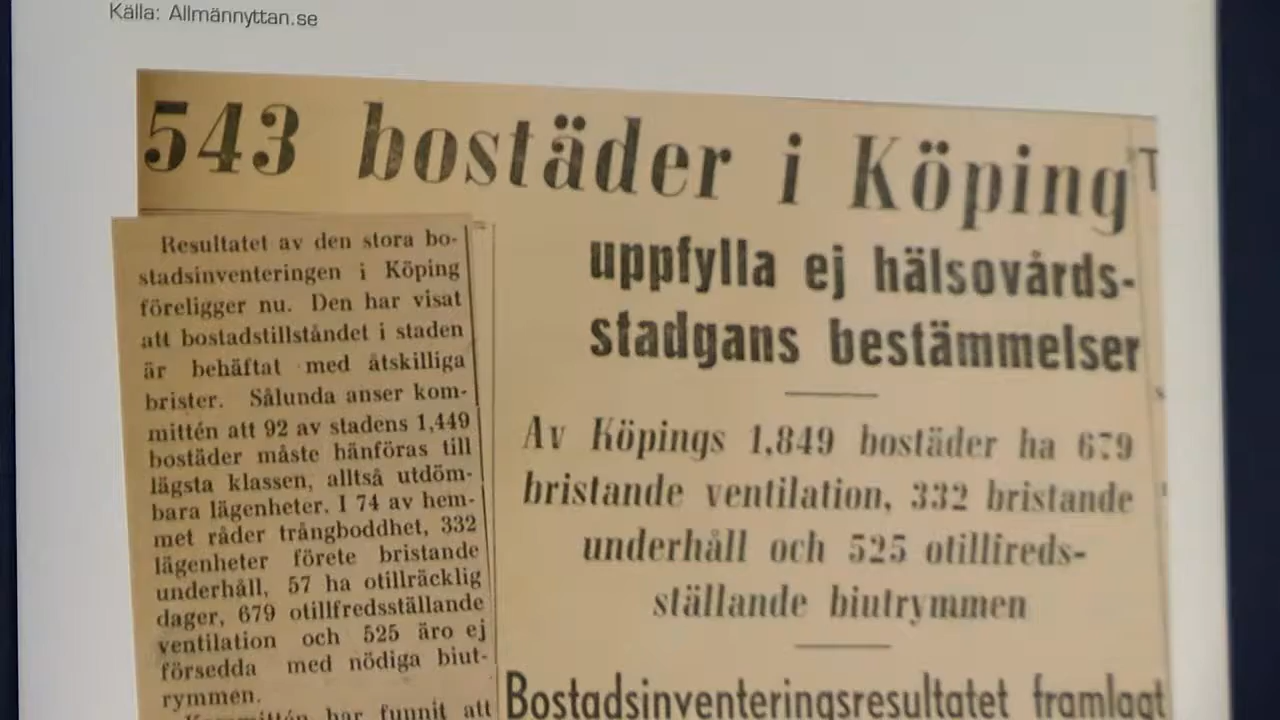 Källa: Allmännyttan.se
543 bostäder i Köping
uppfylla ej hälsovårds-
stadgans bestämmelser
Av Köpings 1,849 bostäder ha 679
bristande ventilation, 332 bristande
underhåll och 525 otillfreds-
ställande biutrymmen
Bostadsinventeringsresultatet framlagt
Resultatet av den stora bo-
stadsinventeringen i Köping
föreligger nu. Den har visat
att bostadstillståndet i staden
är behäftat med åtskilliga
brister. Sålunda anser kom-
mittén att 92 av stadens 1,449
bostäder måste hänföras till
lägsta klassen, alltså utdöm-
bara lägenheter. I 74 av hem-
met råder trångboddhet, 332
lägenheter förete bristande
underhåll, 57 ha otillräcklig
dager, 679 otillfredsställande
ventilation och 525 äro ej
försedda med nödiga biut-
rymmen.
Kommittén har funnit att